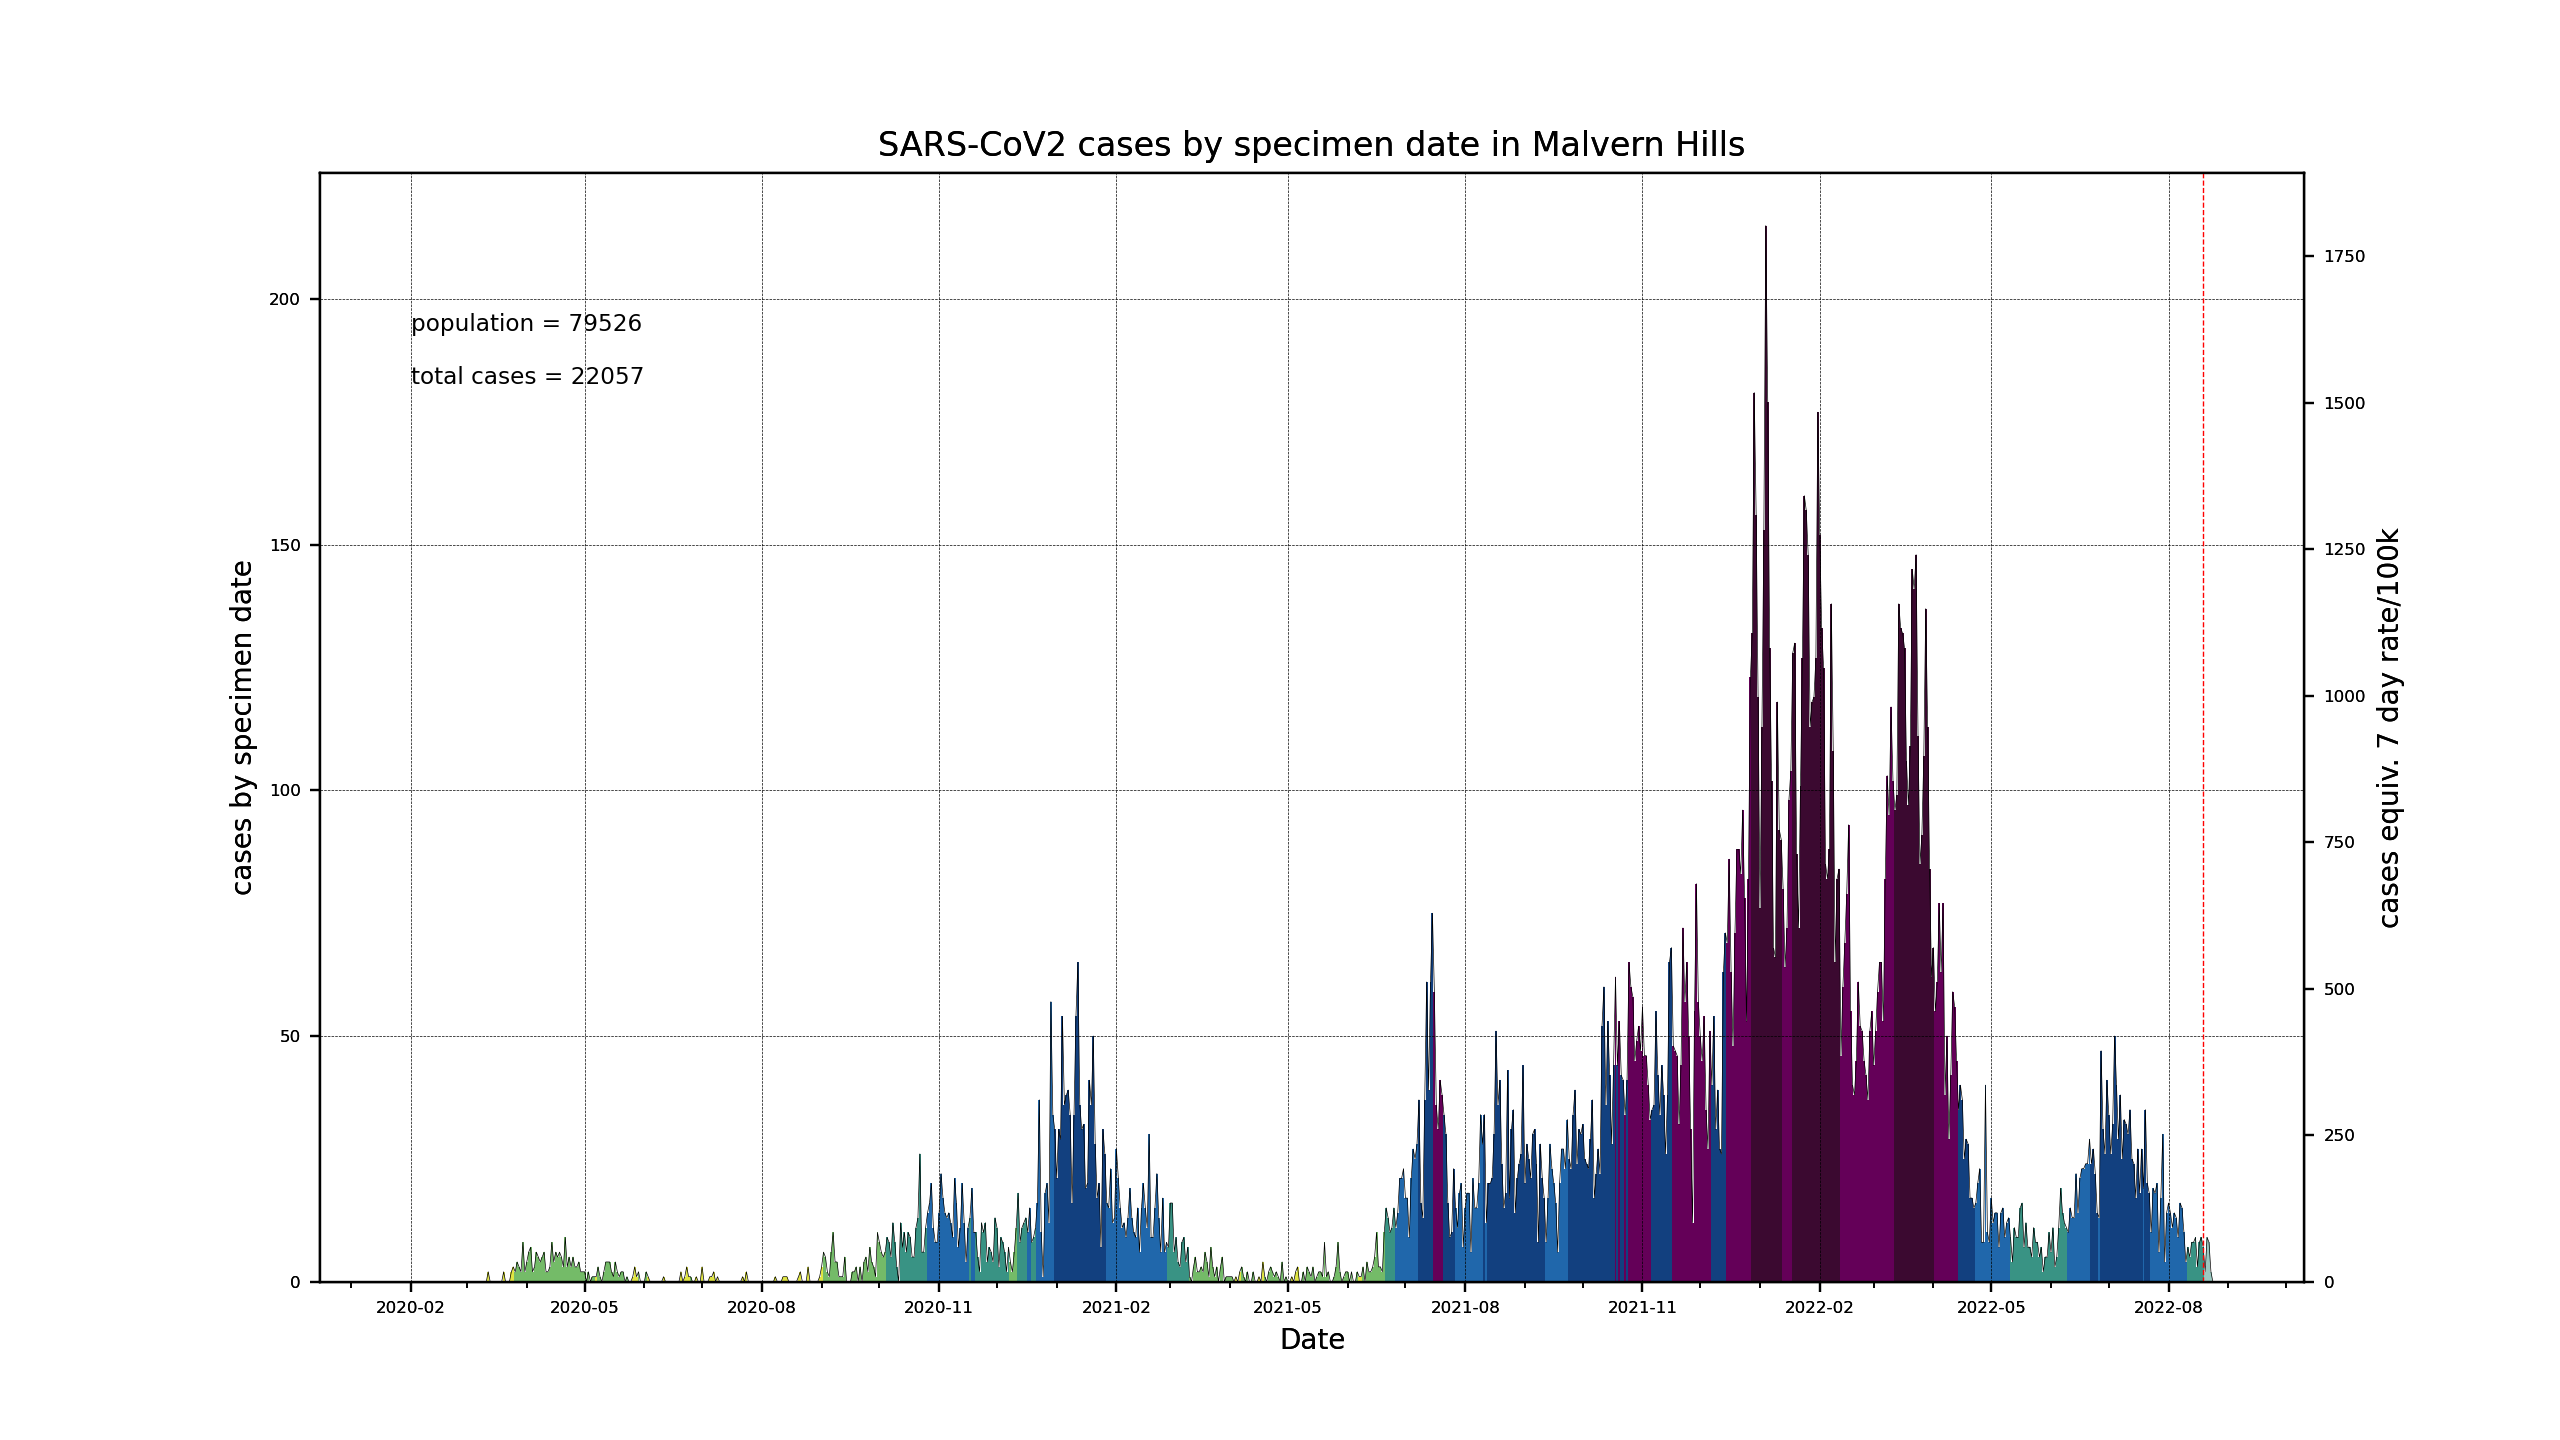 SARS-CoV2 cases by specimen date in Malvern Hills
population = 79526
total cases = 22057
cases by specimen date
200
150
100
50
0
1750
1500
1250
1000
750
500
250
0
cases equiv. 7 day rate/100k
2020-02 2020-05 2020-08 2020-11 2021-02 2021-05 2021-08 2021-11 2022-02 2022-05 2022-08
Date